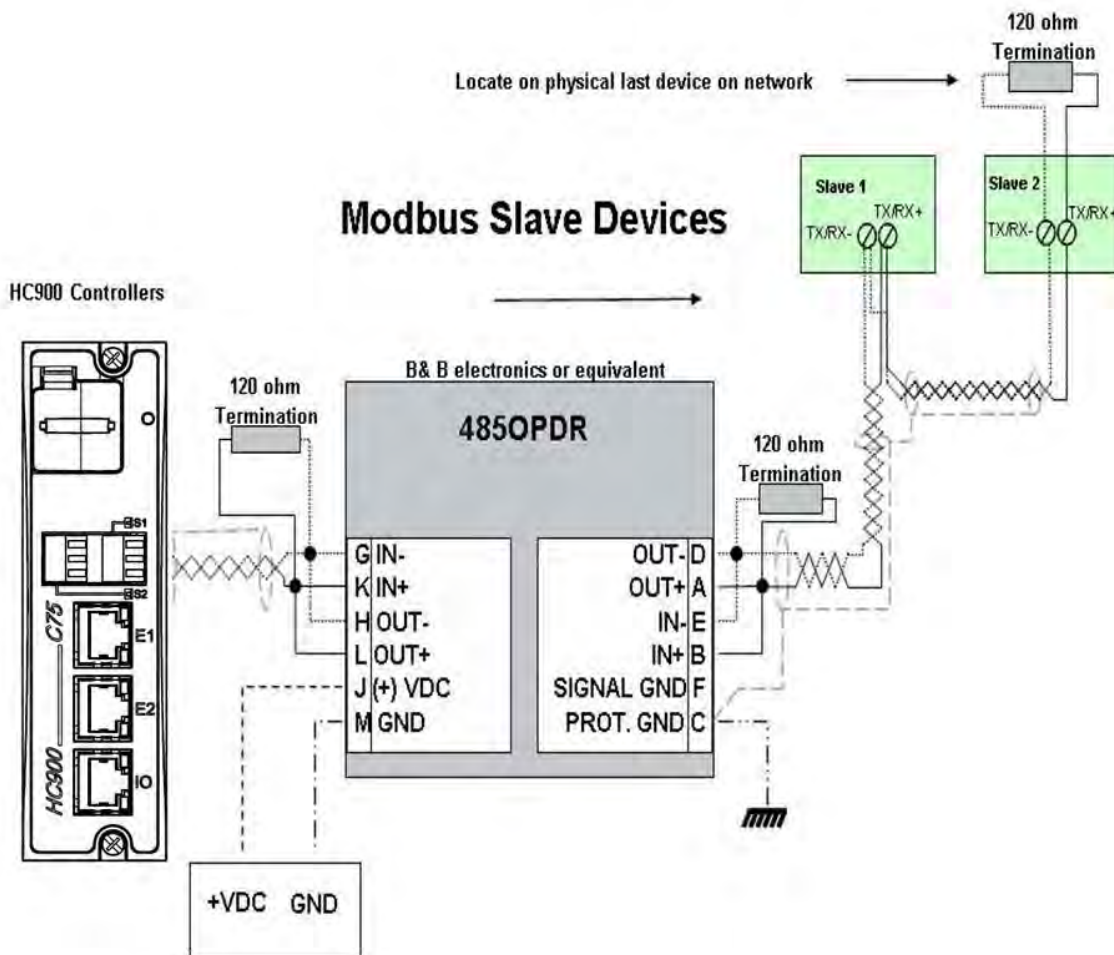 120 ohm
Termination
Locate on physical last device on network
Slave 1
TX/RX+
TX/RX-
Slave 2
TX/RX+
TX/RX-
Modbus Slave Devices
HC900 Controllers
B& B electronics or equivalent
485OPDR
120 ohm
Termination
120 ohm
Termination
S1
S2
C75
HC900
E1
E2
IO
G IN-
K IN+
H OUT-
L OUT+
J (+) VDC
M GND
OUT- D
OUT+ A
IN- E
IN+ B
SIGNAL GND F
PROT. GND C
+VDC GND